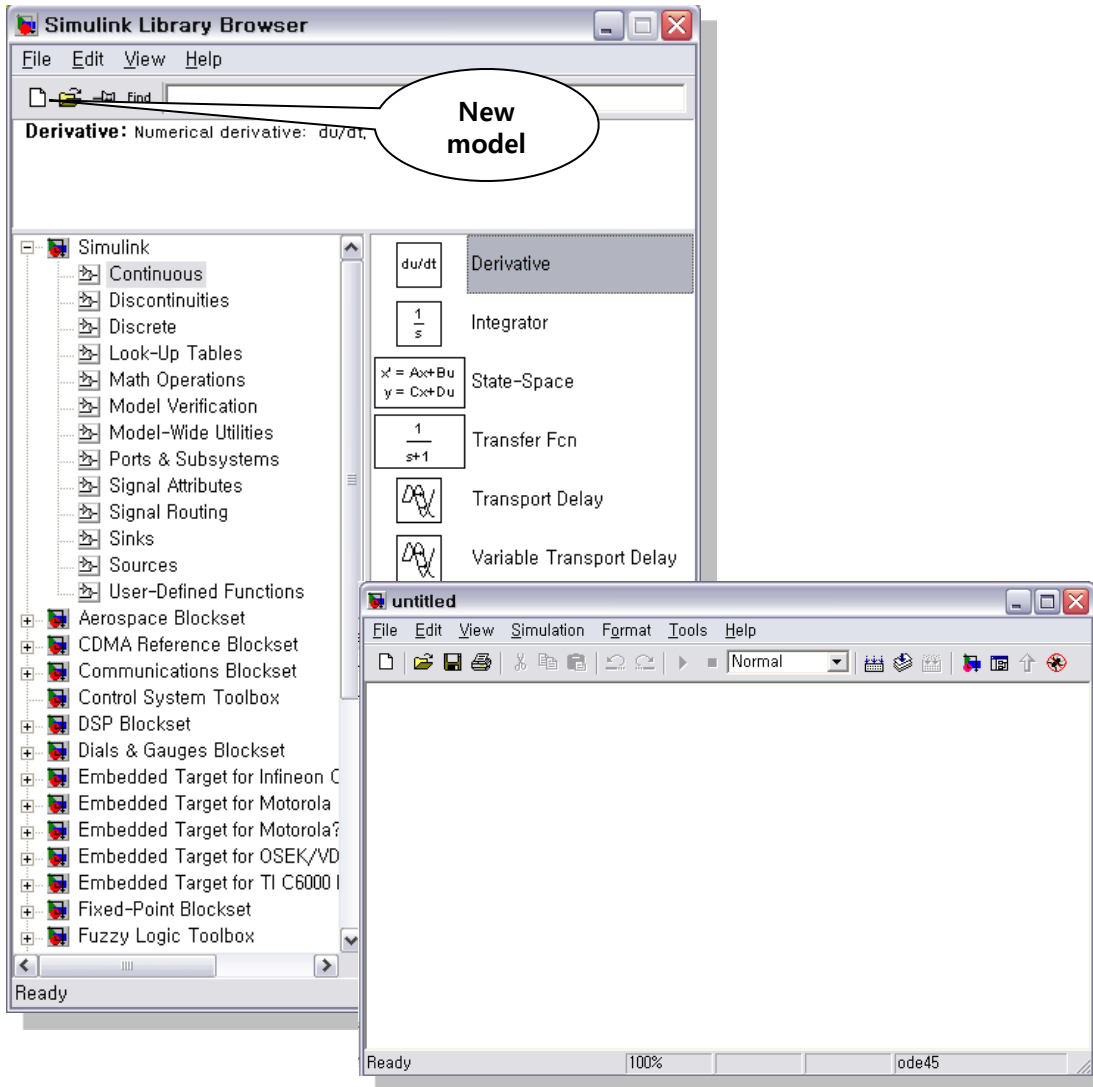 Simulink Library Browser
File Edit View Help
Find
New
model
Derivative: Numerical derivative: du/dt.
Simulink
Continuous
Discontinuities
Discrete
Look-Up Tables
Math Operations
Model Verification
Model-Wide Utilities
Ports & Subsystems
Signal Attributes
Signal Routing
Sinks
Sources
User-Defined Functions
Aerospace Blockset
CDMA Reference Blockset
Communications Blockset
Control System Toolbox
DSP Blockset
Dials & Gauges Blockset
Embedded Target for Infineon C
Embedded Target for Motorola
Embedded Target for Motorola?
Embedded Target for OSEK/VD
Embedded Target for TI C6000
Fixed-Point Blockset
Fuzzy Logic Toolbox
Ready
du/dt Derivative
1
s
Integrator
x' = Ax+Bu
y = Cx+Du
State-Space
1
s+1
Transfer Fcn
Transport Delay
Variable Transport Delay
untitled
File Edit View Simulation Format Tools Help
Normal
Ready 100% ode45